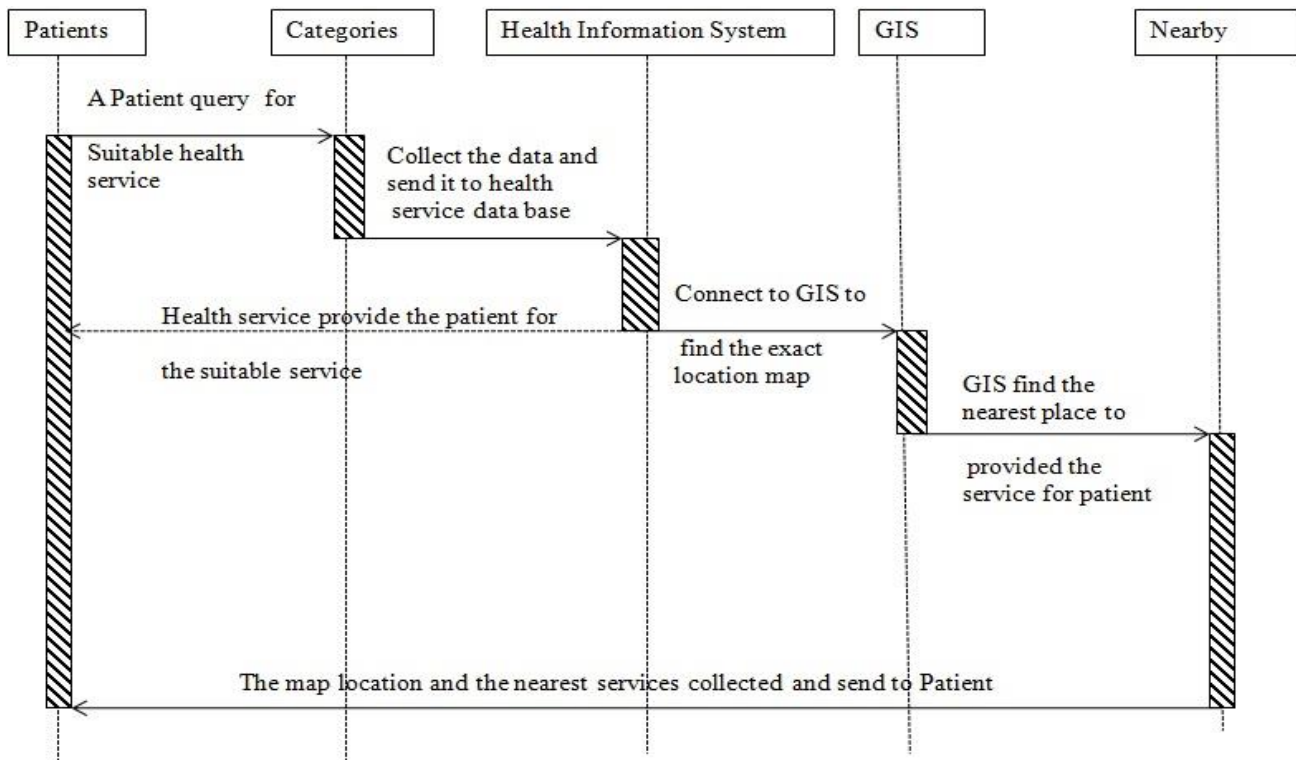 Patients
Categories
Health Information System
GIS
Nearby
A Patient query for
Suitable health
service
Collect the data and
send it to health
service data base
Connect to GIS to
find the exact
location map
Health service provide the patient for
the suitable service
GIS find the
nearest place to
provided the
service for patient
The map location and the nearest services collected and send to Patient